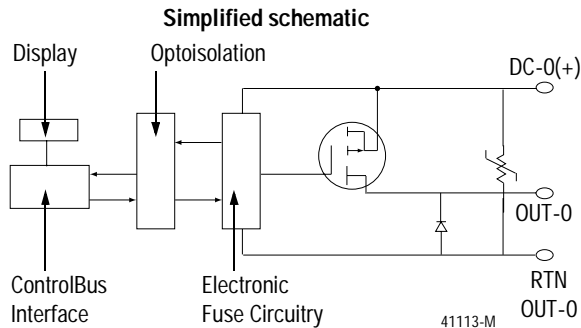 Simplified schematic
Display
Optoisolation
DC-0(+)
OUT-0
ControlBus
Interface
Electronic
Fuse Circuitry
RTN
OUT-0
41113-M